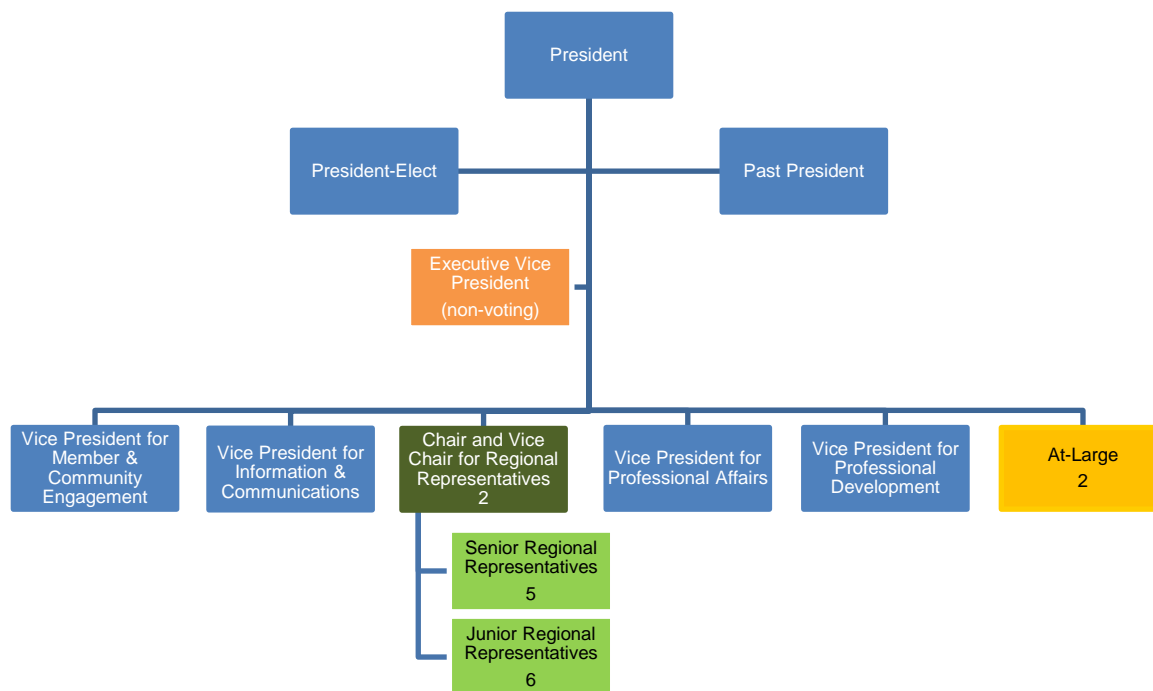 President
President-Elect
Past President
Executive Vice
President
(non-voting)
Vice President for
Member &
Community
Engagement
Vice President for
Information &
Communications
Chair and Vice
Chair for Regional
Representatives
2
Vice President for
Professional Affairs
Vice President for
Professional
Development
At-Large
2
Senior Regional
Representatives
5
Junior Regional
Representatives
6